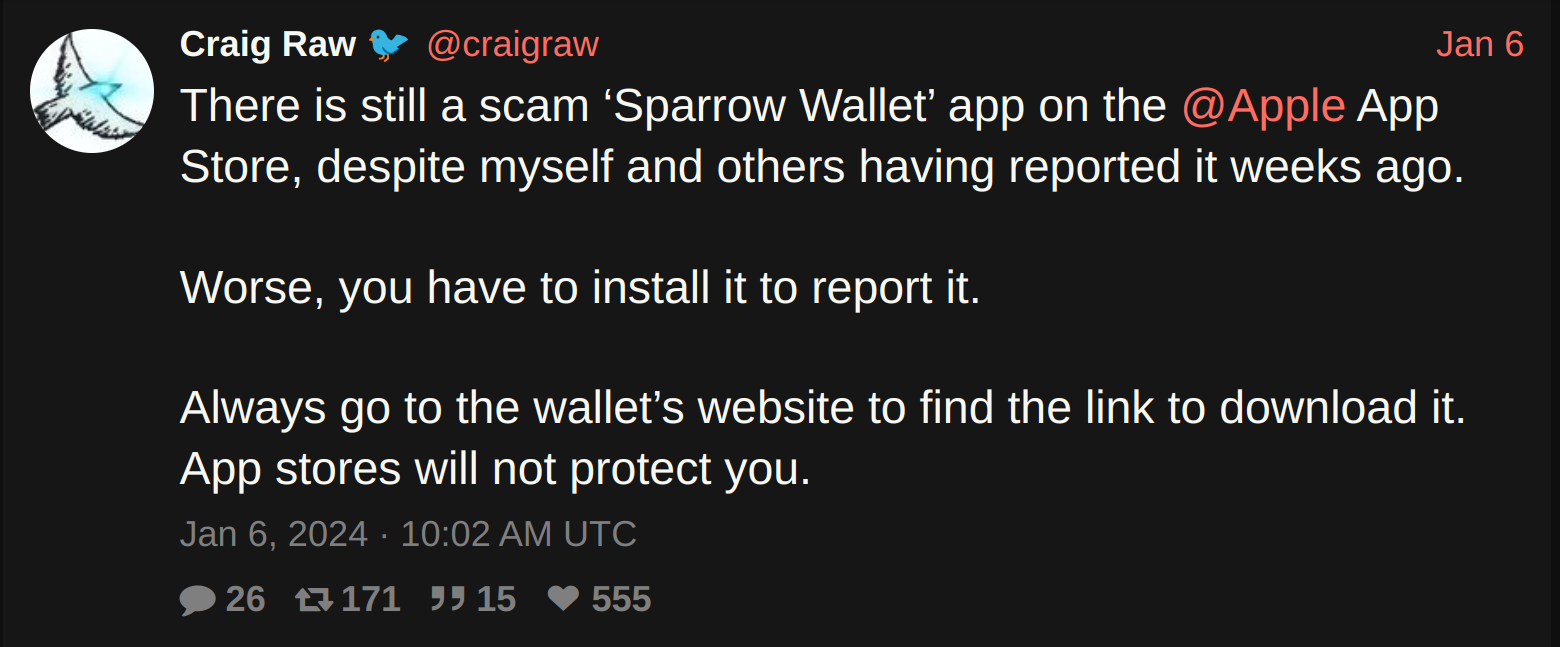 Craig Raw 🐦 @craigraw Jan 6
There is still a scam ‘Sparrow Wallet’ app on the @Apple App
Store, despite myself and others having reported it weeks ago.
Worse, you have to install it to report it.
Always go to the wallet’s website to find the link to download it.
App stores will not protect you.
Jan 6, 2024 · 10:02 AM UTC
26 171 15 555